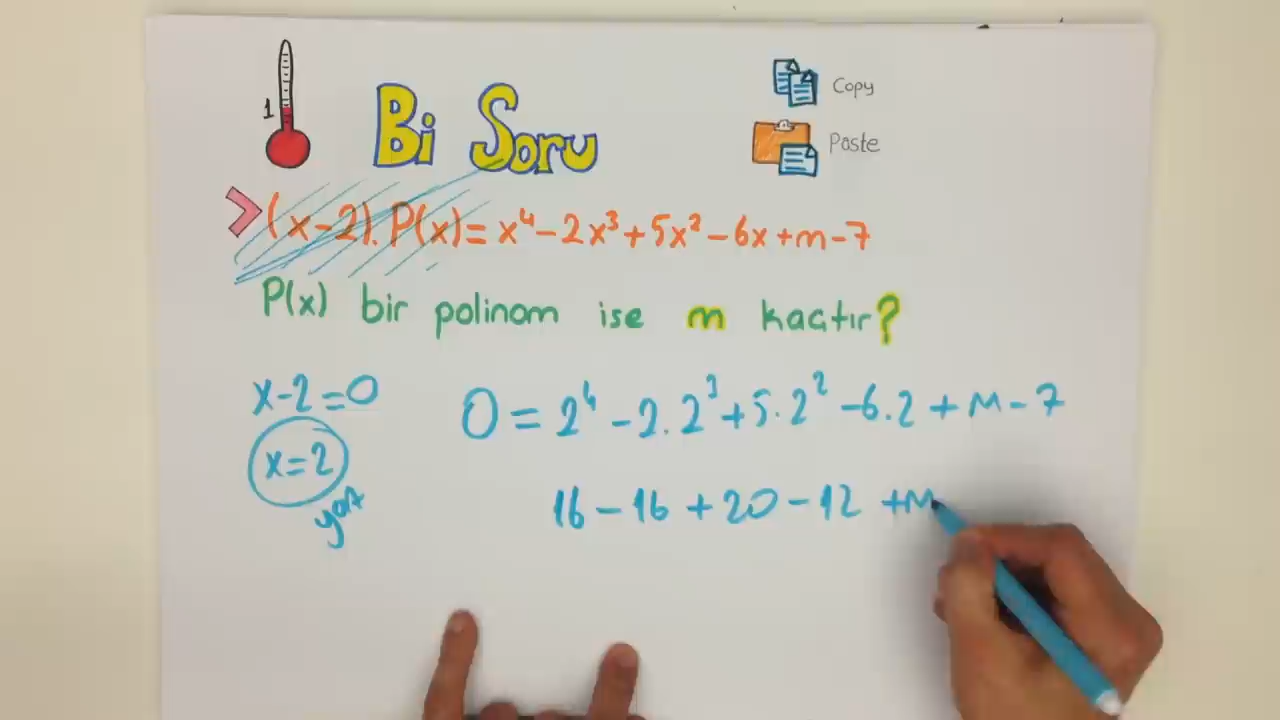 1
Bi Soru
Copy
Paste
(x-2).P(x)=x⁴-2x³+5x²-6x+m-7
P(x) bir polinom ise m kaçtır?
x-2=0
x=2
yaz
0=2⁴-2.2³+5.2²-6.2+m-7
16-16+20-12+m